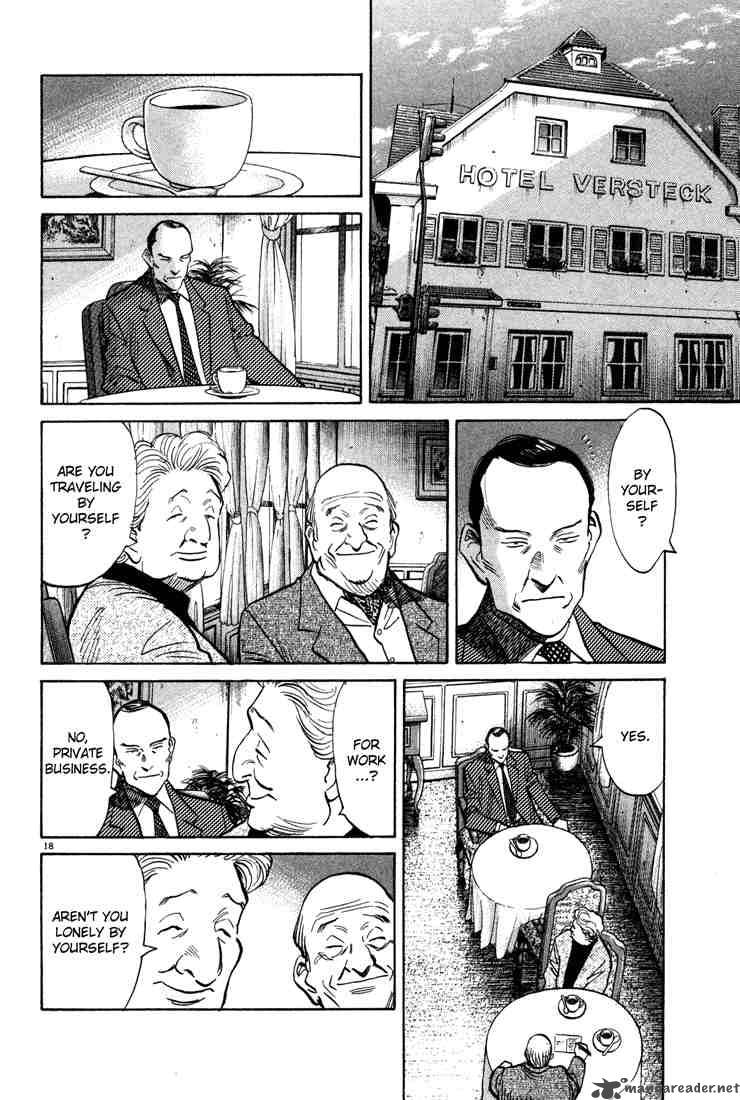 HOTEL VERSTECK
BY
YOUR-
SELF
?
ARE YOU
TRAVELING
BY
YOURSELF
?
YES.
FOR
WORK
...?
NO,
PRIVATE
BUSINESS.
18
AREN'T YOU
LONELY BY
YOURSELF?
mangareader.net